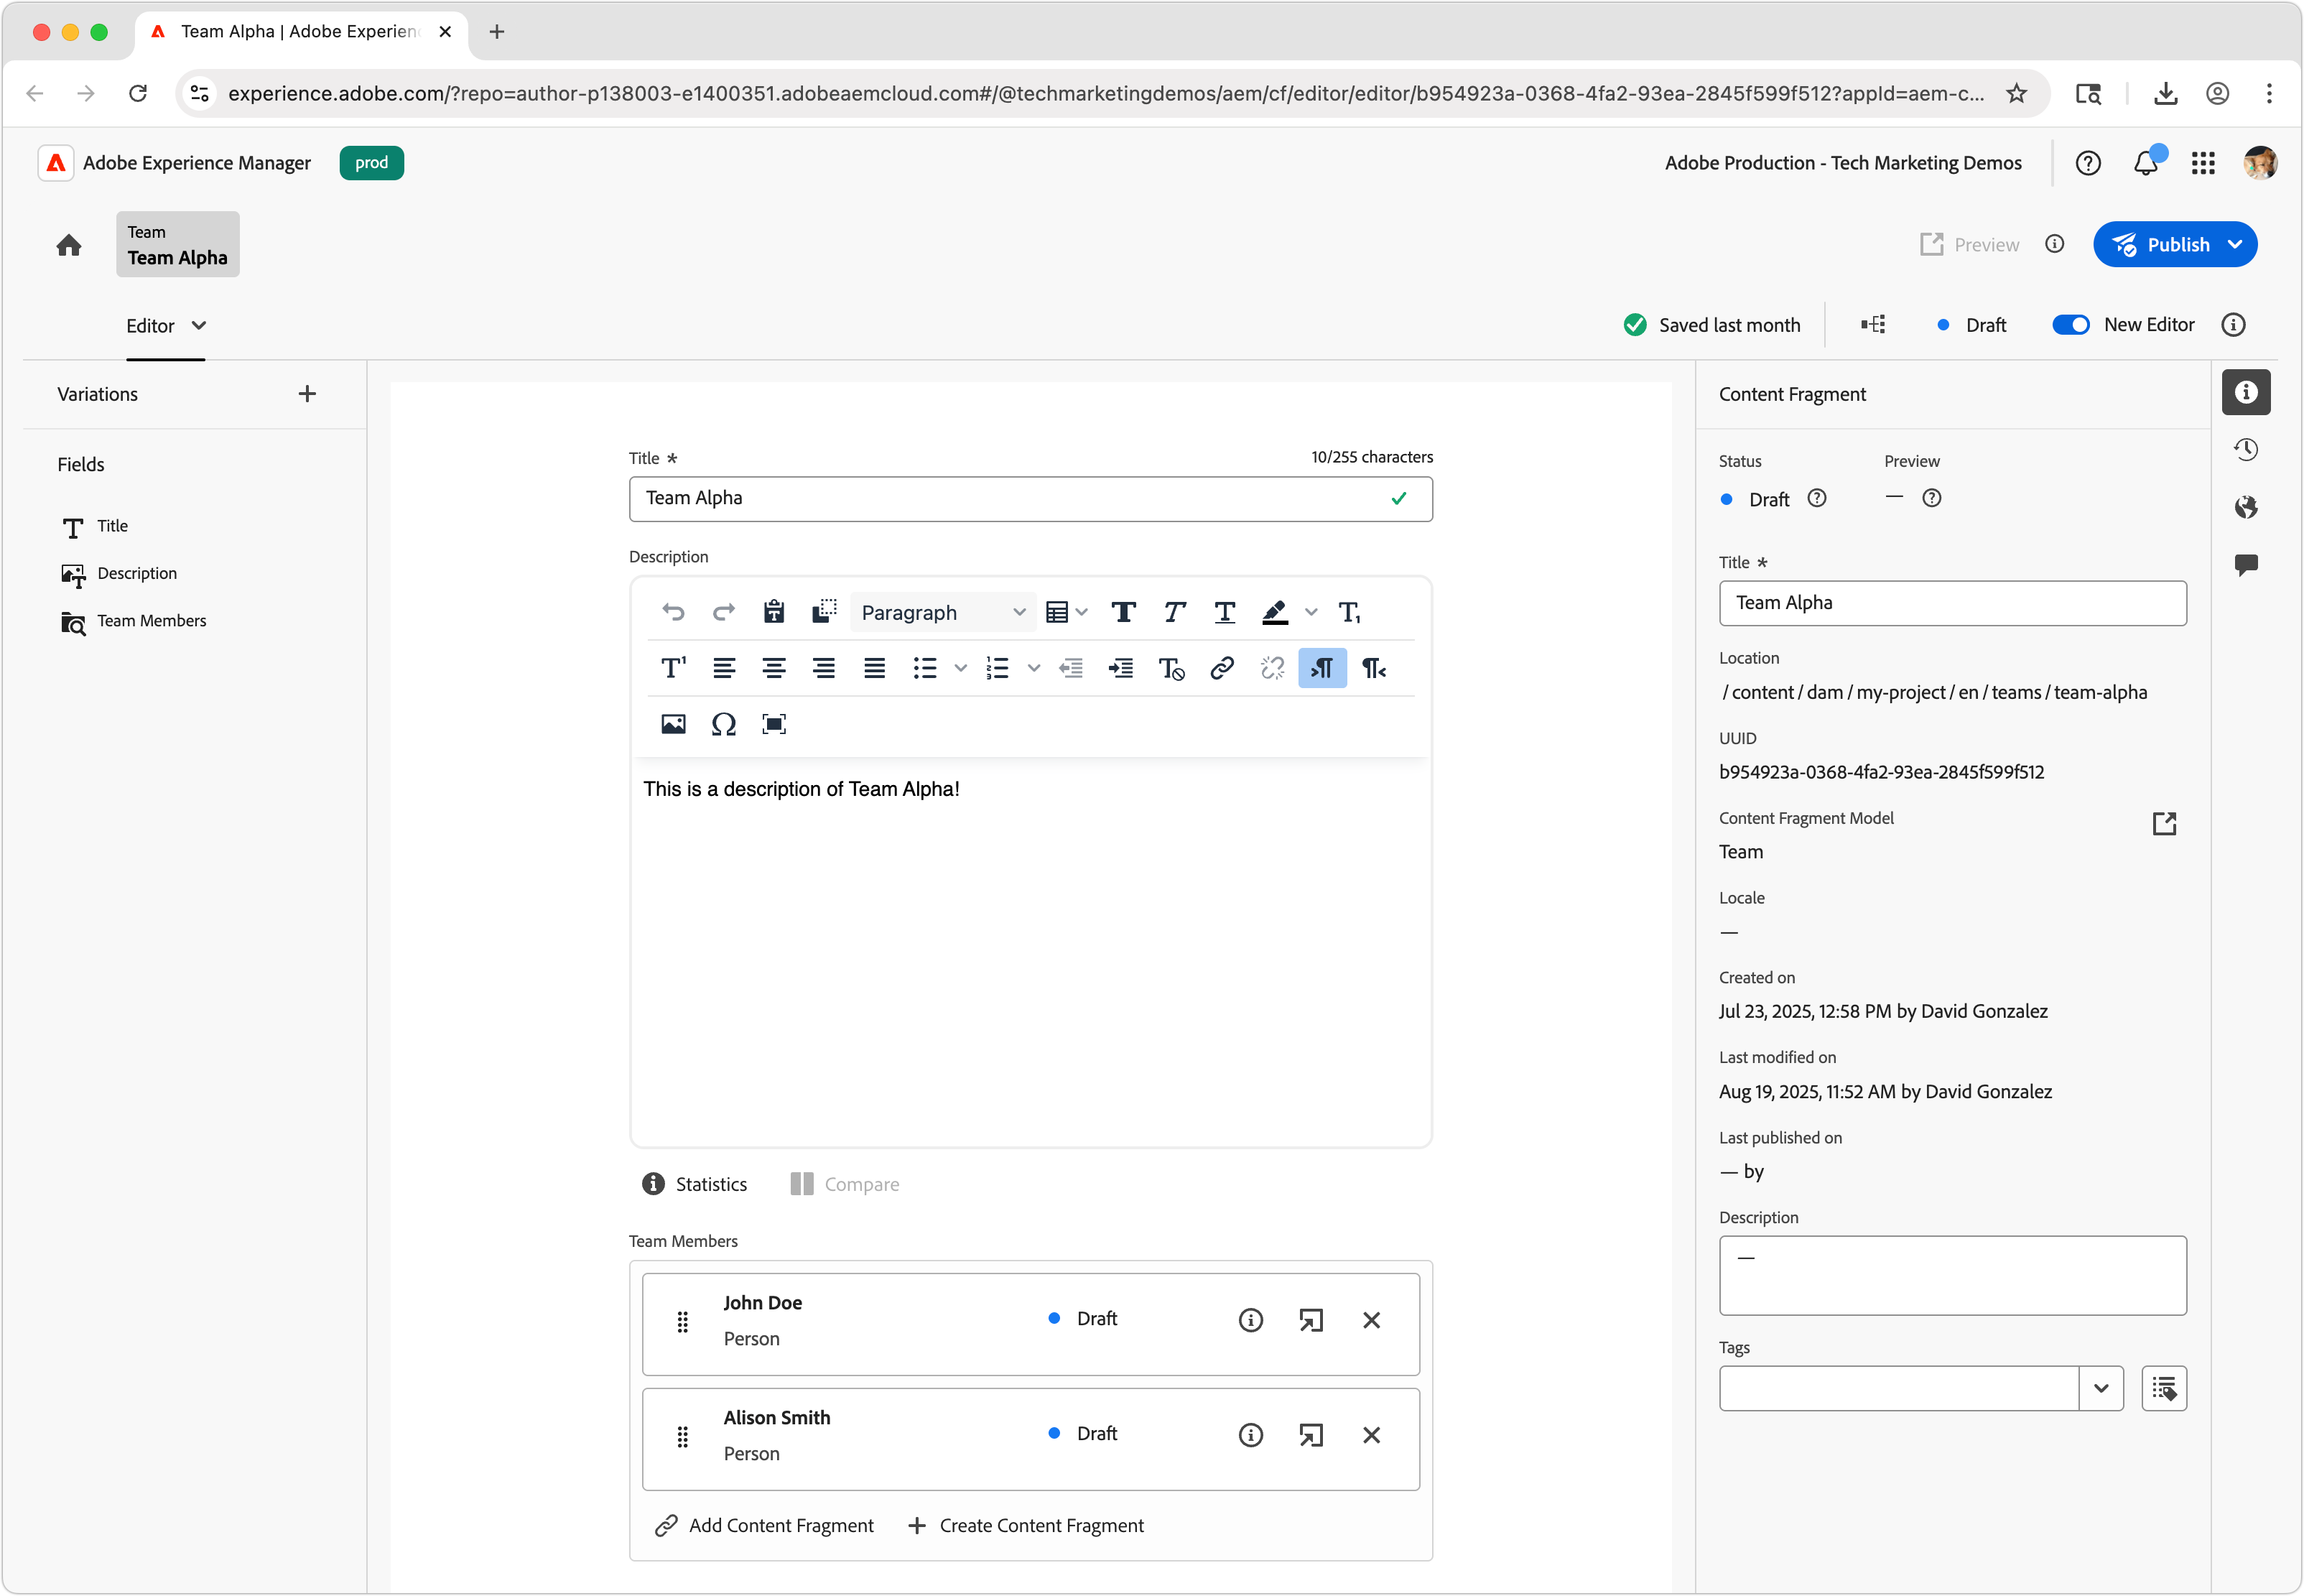 Team Alpha | Adobe Experien
experience.adobe.com/?repo=author-p138003-e1400351.adobeaemcloud.com#/@techmarketingdemos/aem/cf/editor/editor/b954923a-0368-4fa2-93ea-2845f599f512?appId=aem-c...
Adobe Experience Manager
prod
Adobe Production - Tech Marketing Demos
Team
Team Alpha
Preview
Publish
Editor
Saved last month
Draft
New Editor
Variations
Fields
Title
Description
Team Members
Title *
10/255 characters
Team Alpha
Description
Paragraph
This is a description of Team Alpha!
Statistics
Compare
Team Members
John Doe
Person
Draft
Alison Smith
Person
Draft
Add Content Fragment
Create Content Fragment
Content Fragment
Status
Preview
Draft
—
Title *
Team Alpha
Location
/ content / dam / my-project / en / teams / team-alpha
UUID
b954923a-0368-4fa2-93ea-2845f599f512
Content Fragment Model
Team
Locale
—
Created on
Jul 23, 2025, 12:58 PM by David Gonzalez
Last modified on
Aug 19, 2025, 11:52 AM by David Gonzalez
Last published on
— by
Description
—
Tags